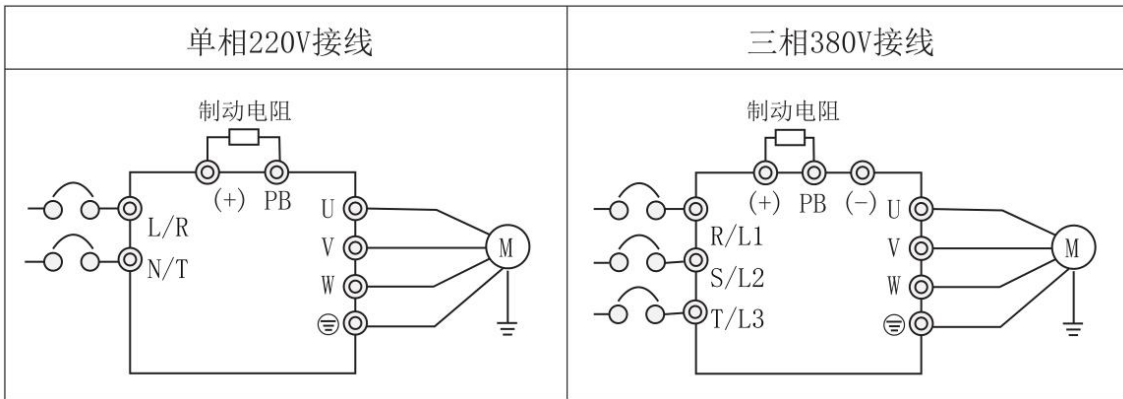 单相220V接线
三相380V接线
制动电阻
(+) PB
L/R
N/T
U
V
W
M
制动电阻
(+) PB (-)
R/L1
S/L2
T/L3
U
V
W
M